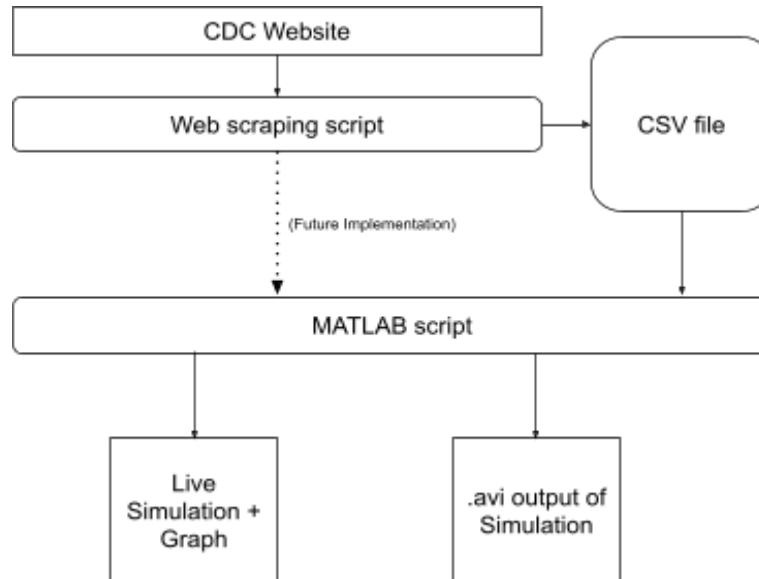 CDC Website
Web scraping script
CSV file
(Future Implementation)
MATLAB script
Live
Simulation +
Graph
.avi output of
Simulation